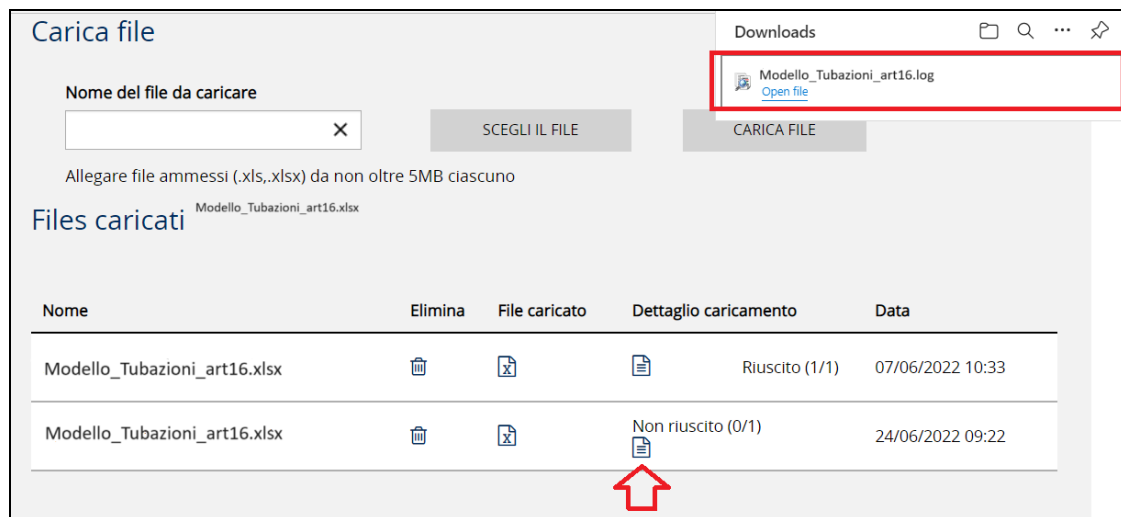 Carica file
Downloads
Modello_Tubazioni_art16.log
Open file
Nome del file da caricare
SCEGLI IL FILE
CARICA FILE
Allegare file ammessi (.xls,.xlsx) da non oltre 5MB ciascuno
Files caricati
Modello_Tubazioni_art16.xlsx
Nome Elimina File caricato Dettaglio caricamento Data
Modello_Tubazioni_art16.xlsx Riuscito (1/1) 07/06/2022 10:33
Modello_Tubazioni_art16.xlsx Non riuscito (0/1) 24/06/2022 09:22